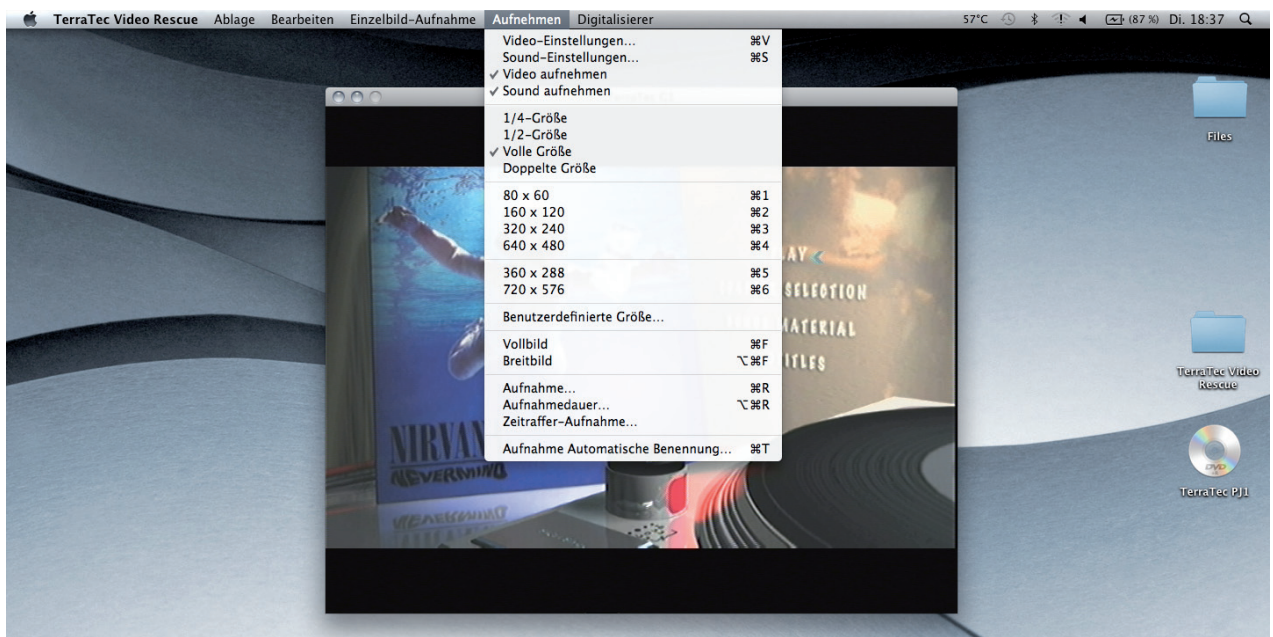 TerraTec Video Rescue Ablage Bearbeiten Einzelbild-Aufnahme Aufnehmen Digitalisierer 57°C (87 %) Di. 18:37
Video-Einstellungen... ⌘V
Sound-Einstellungen... ⌘S
✓ Video aufnehmen
✓ Sound aufnehmen
1/4-Größe
1/2-Größe
✓ Volle Größe
Doppelte Größe
80 x 60 ⌘1
160 x 120 ⌘2
320 x 240 ⌘3
640 x 480 ⌘4
360 x 288 ⌘5
720 x 576 ⌘6
Benutzerdefinierte Größe...
Vollbild ⌘F
Breitbild ⌥⌘F
Aufnahme... ⌘R
Aufnahmedauer... ⌥⌘R
Zeitraffer-Aufnahme...
Aufnahme Automatische Benennung... ⌘T
SELECTION
MATERIAL
NIRVAN
NEVERMIND
Files
TerraTec Video
Rescue
DVD
TerraTec PJ1